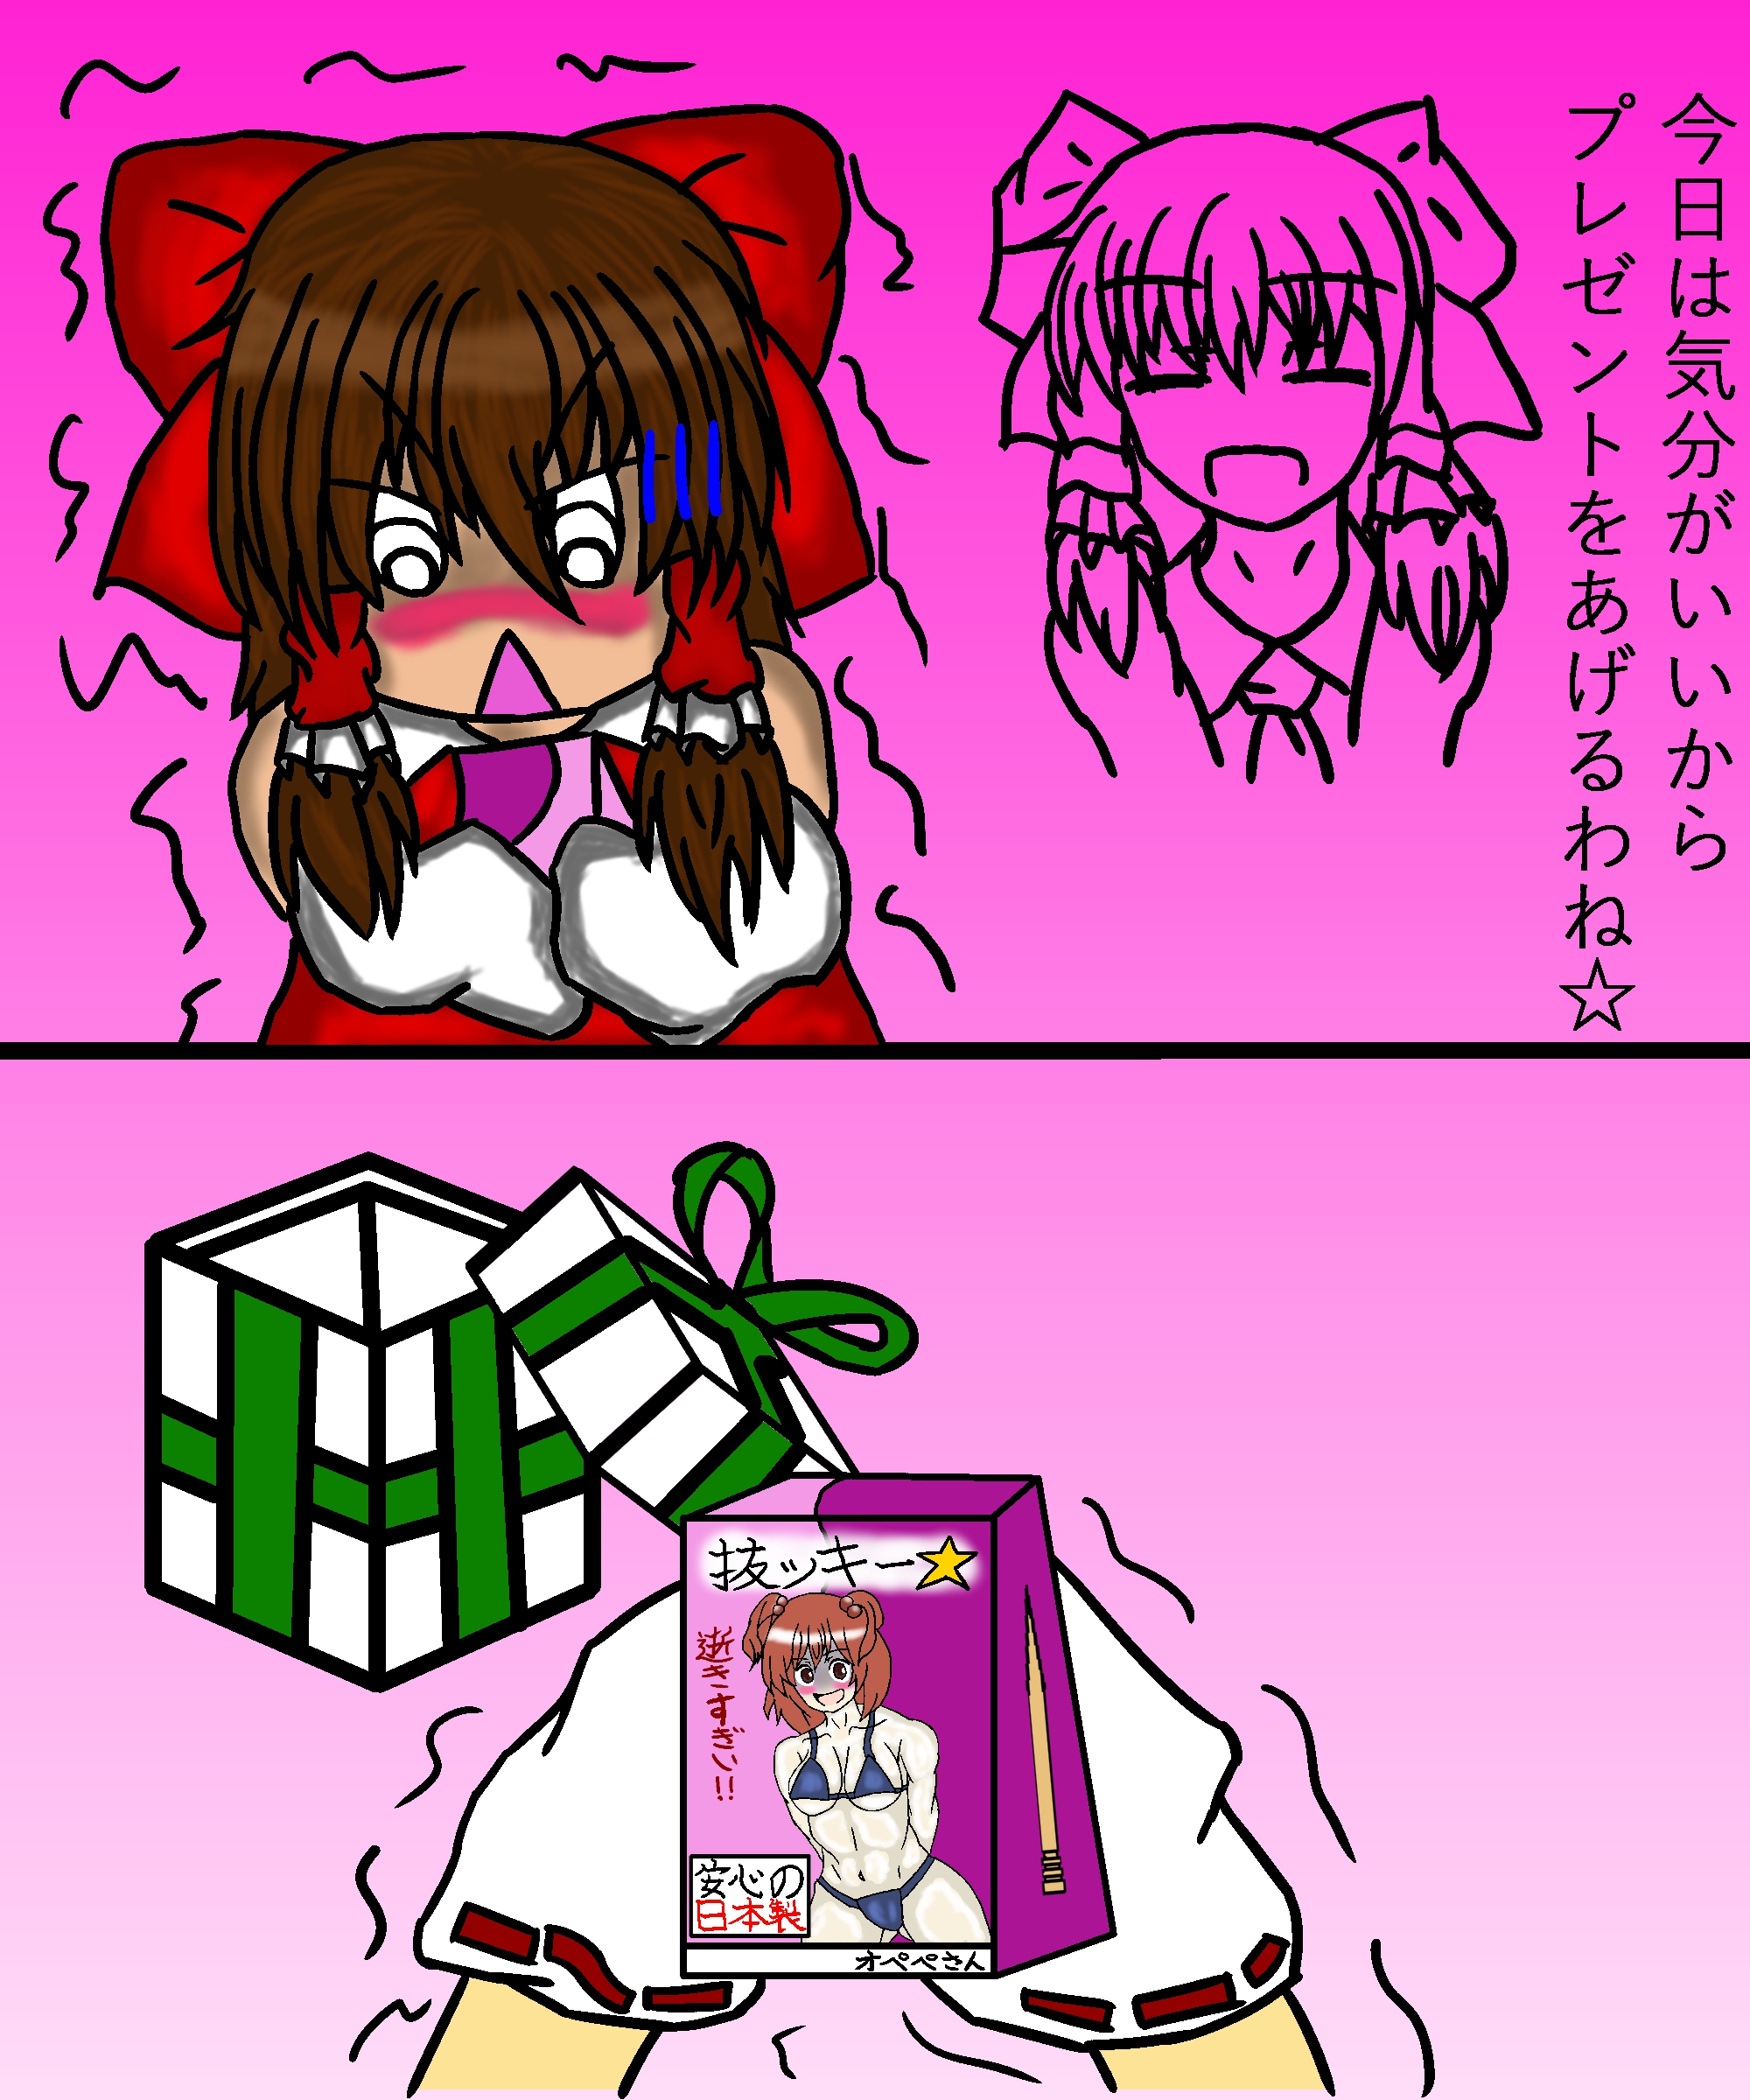 今日は気分がいいから
プレゼントをあげるわね☆
抜ッキー★
逝きすぎぃ!!
安心の
日本製
オペペさん